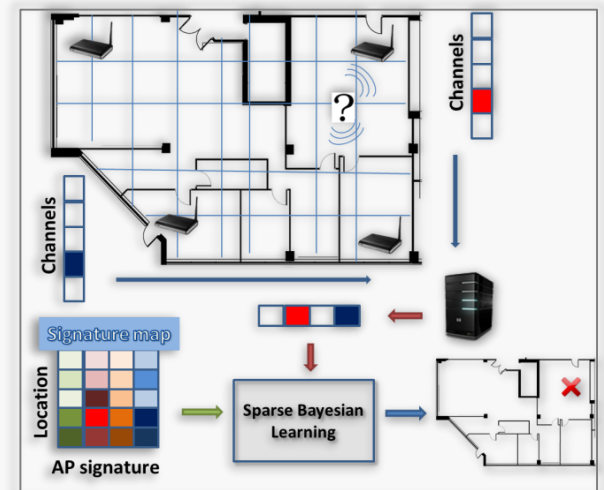 ?
Channels
Channels
Signature map
Location
AP signature
Sparse Bayesian
Learning